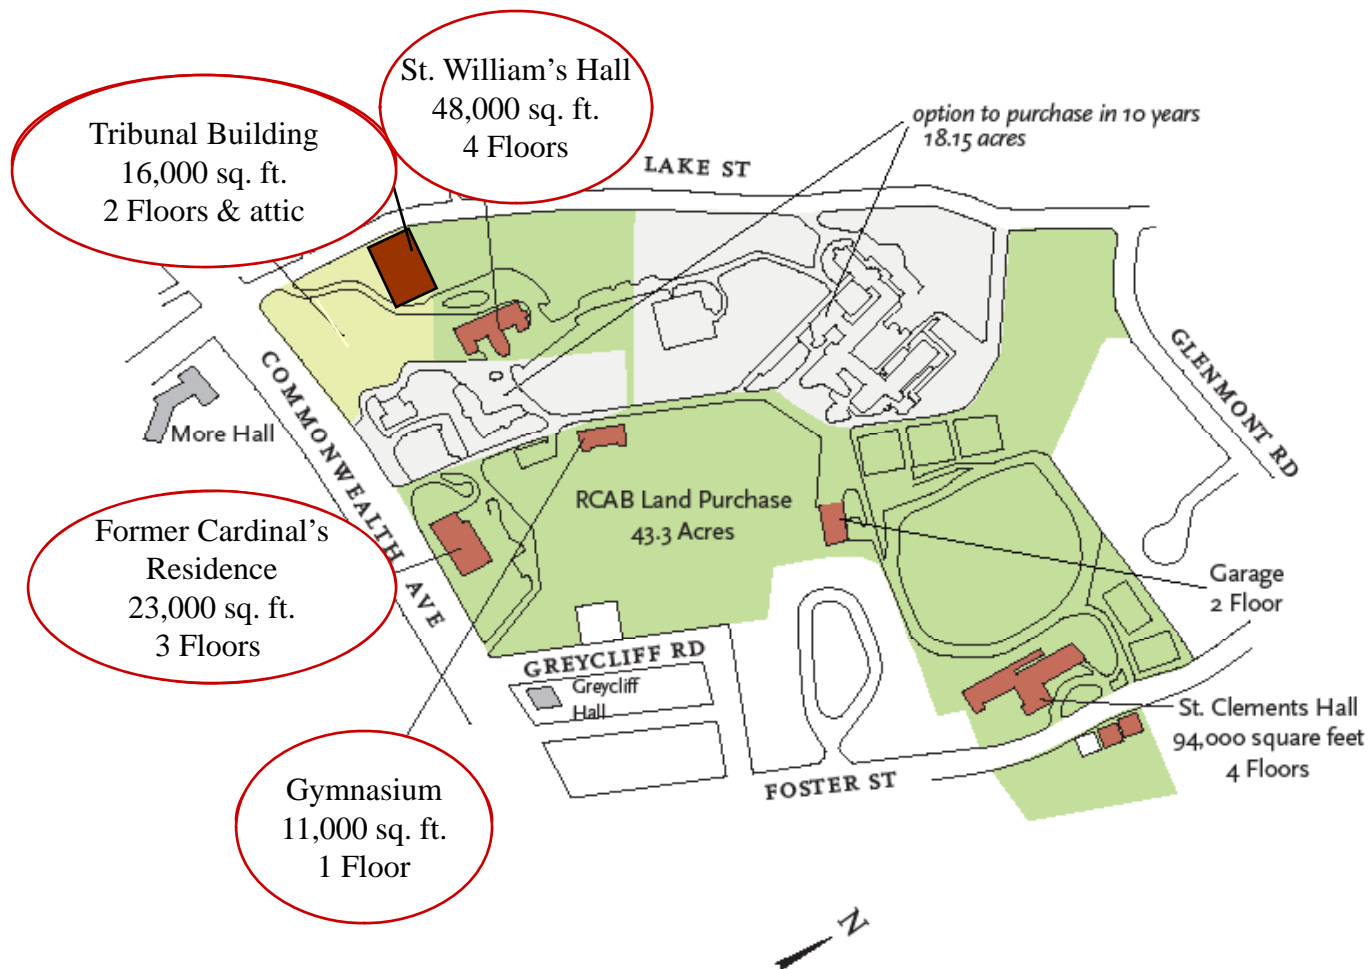 St. William's Hall
48,000 sq. ft.
4 Floors
Tribunal Building
16,000 sq. ft.
2 Floors & attic
option to purchase in 10 years
18.15 acres
LAKE ST
GLENMONT RD
COMMONWEALTH AVE
More Hall
RCAB Land Purchase
43.3 Acres
Former Cardinal's
Residence
23,000 sq. ft.
3 Floors
Garage
2 Floor
GREYCLIFF RD
Greycliff
Hall
St. Clements Hall
94,000 square feet
4 Floors
FOSTER ST
Gymnasium
11,000 sq. ft.
1 Floor
N